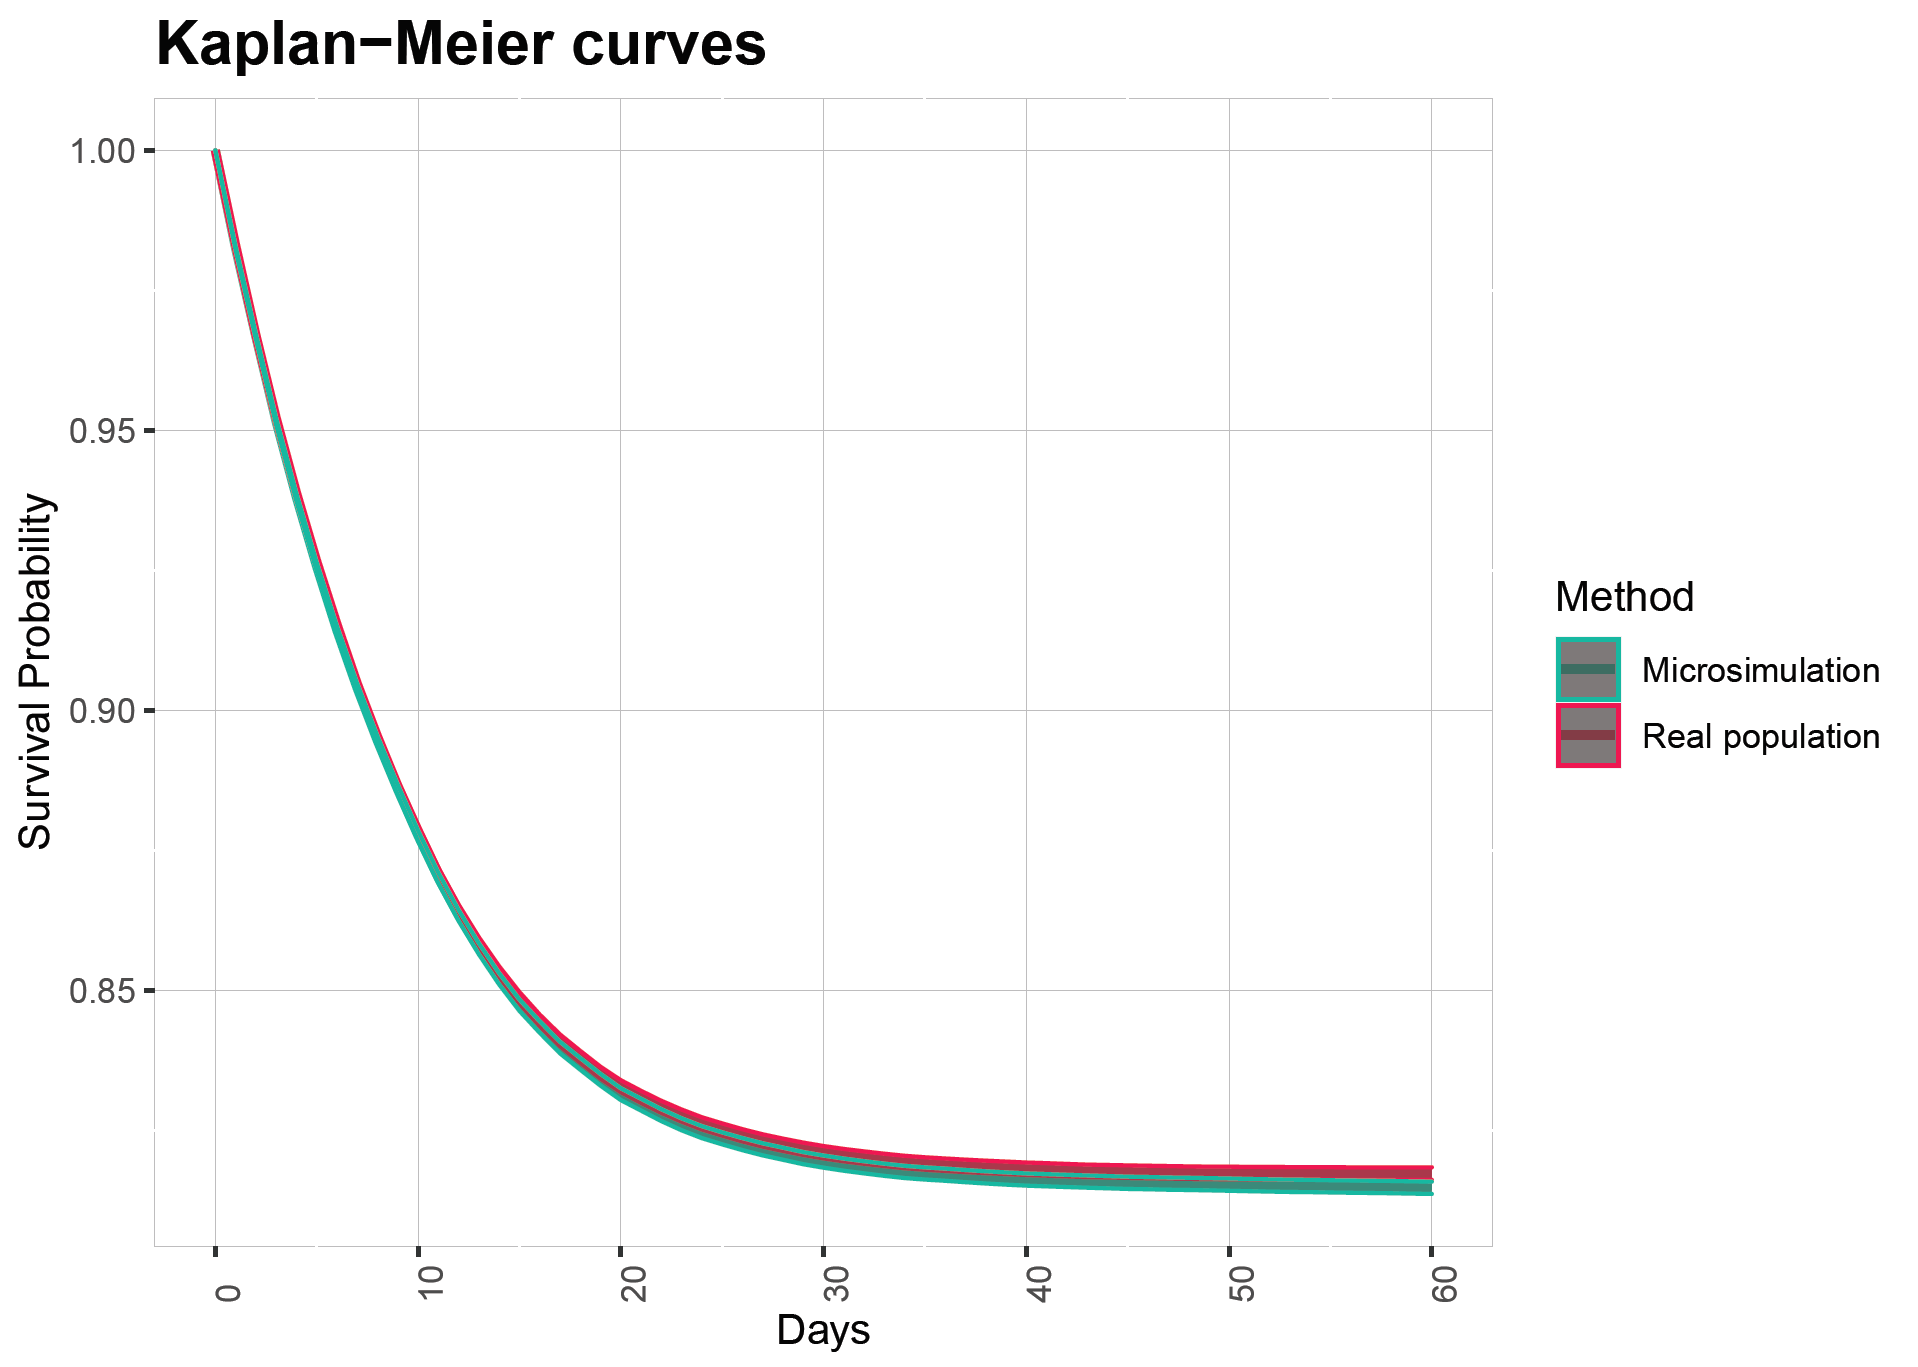 Kaplan−Meier curves
1.00
0.95
0.90
0.85
Survival Probability
0
10
20
30
40
50
60
Days
Method
Microsimulation
Real population